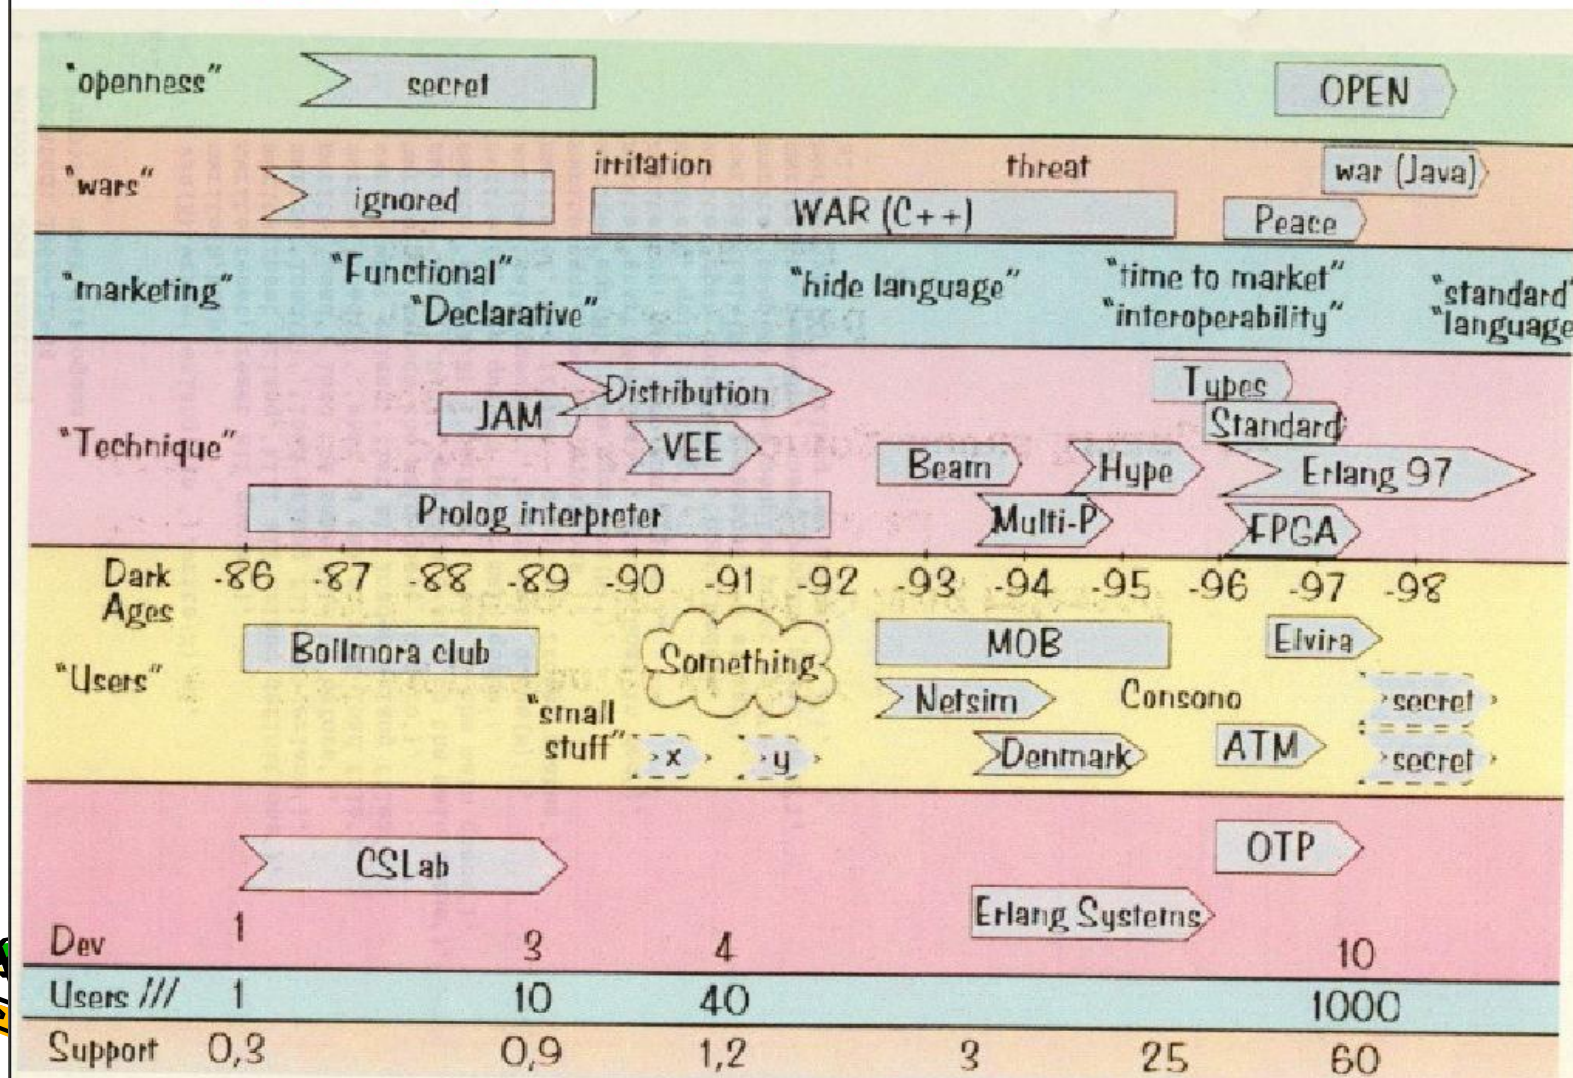 "openness" secret OPEN
irritation threat
"wars" ignored WAR (C++) war (Java)
Peace
"marketing" "Functional" "hide language" "time to market" "standard"
"Declarative" "interoperability" "language
Distribution Types
JAM Standard
"Technique" VEE Beam Hype Erlang 97
Prolog interpreter Multi-P FPGA
Dark -86 -87 -88 -89 -90 -91 -92 -93 -94 -95 -96 -97 -98
Ages
Bollmora club Something MOB Elvira
"Users" Netsim Consono secret
"small
stuff" x y Denmark ATM secret
CSLab OTP
Erlang Systems
Dev 1 3 4 10
Users /// 1 10 40 1000
Support 0,3 0,9 1,2 3 25 60